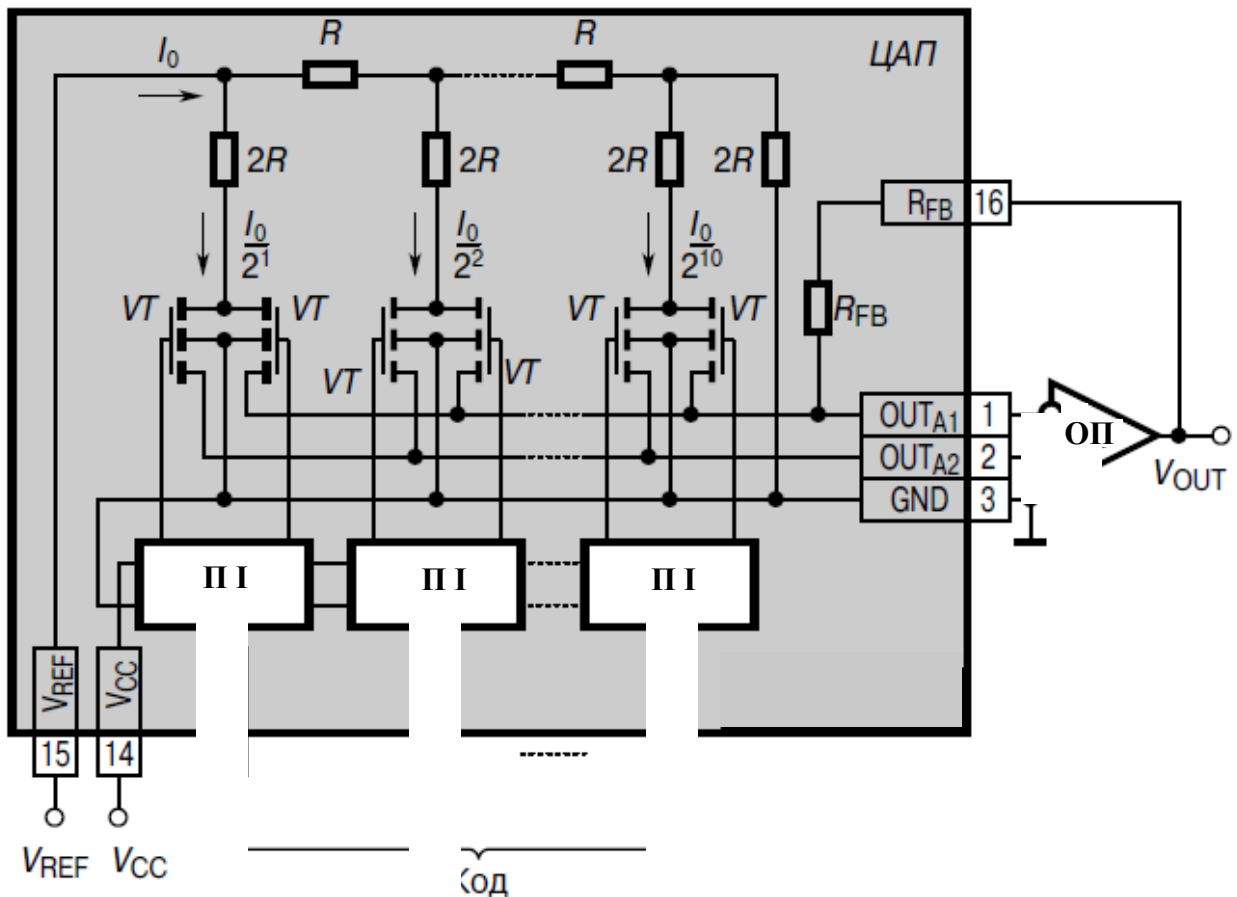 ЦАП
I0
R
R
2R
2R
2R
2R
I0
2^1
I0
2^2
I0
2^10
VT
VT
VT
VT
VT
VT
RFB
16
RFB
OUTA1
1
OUTA2
2
GND
3
ОП
VOUT
П І
П І
П І
VREF
VCC
15
14
VREF
VCC
Код